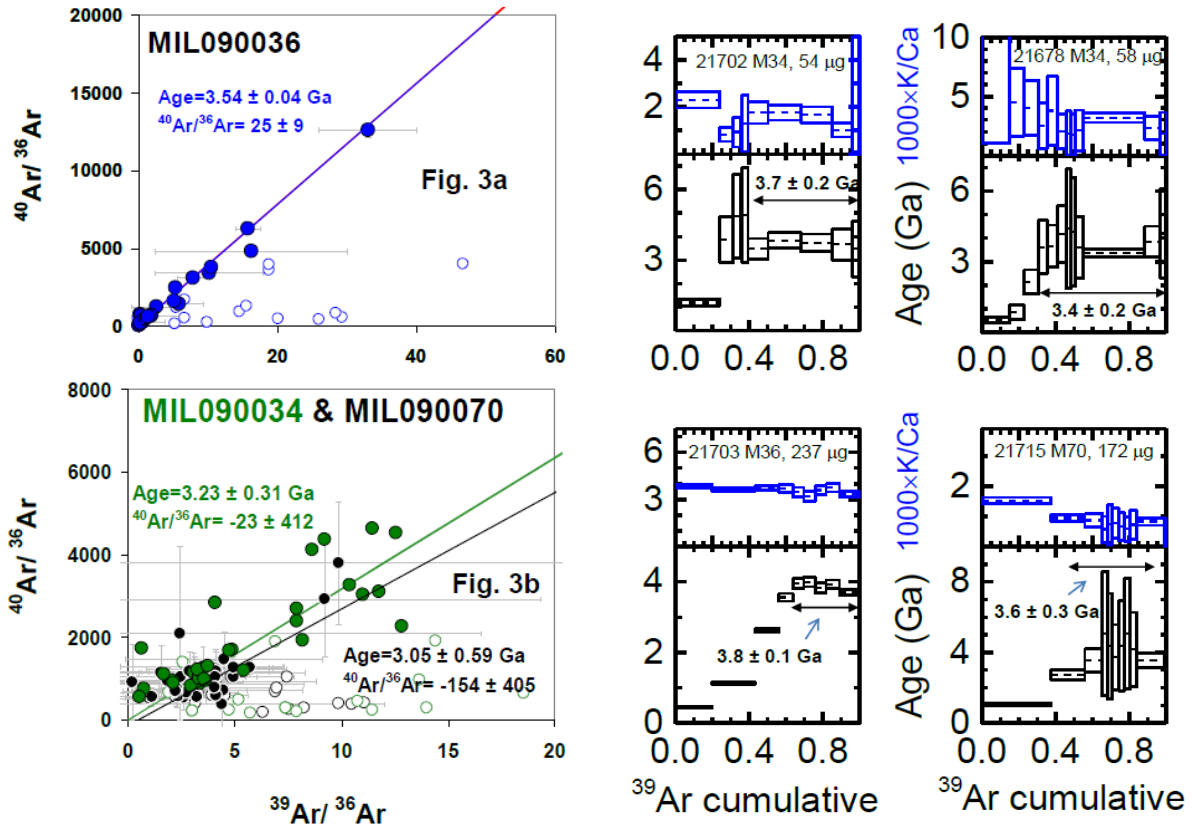 20000
15000
10000
5000
0
MIL090036
Age=3.54 ± 0.04 Ga
⁴⁰Ar/³⁶Ar= 25 ± 9
Fig. 3a
⁴⁰Ar/ ³⁶Ar
0 20 40 60
8000
6000
4000
2000
0
MIL090034 & MIL090070
Age=3.23 ± 0.31 Ga
⁴⁰Ar/³⁶Ar= -23 ± 412
Fig. 3b
Age=3.05 ± 0.59 Ga
⁴⁰Ar/³⁶Ar= -154 ± 405
⁴⁰Ar/ ³⁶Ar
0 5 10 15 20
³⁹Ar/ ³⁶Ar
4
2
21702 M34, 54 µg
6
3
3.7 ± 0.2 Ga
0.0 0.4 0.8
1000×K/Ca
Age (Ga)
10
5
21678 M34, 58 µg
6
3
3.4 ± 0.2 Ga
0.0 0.4 0.8
6
3
21703 M36, 237 µg
4
2
0
3.8 ± 0.1 Ga
0.0 0.4 0.8
³⁹Ar cumulative
1000×K/Ca
Age (Ga)
2
21715 M70, 172 µg
8
4
0
3.6 ± 0.3 Ga
0.0 0.4 0.8
³⁹Ar cumulative